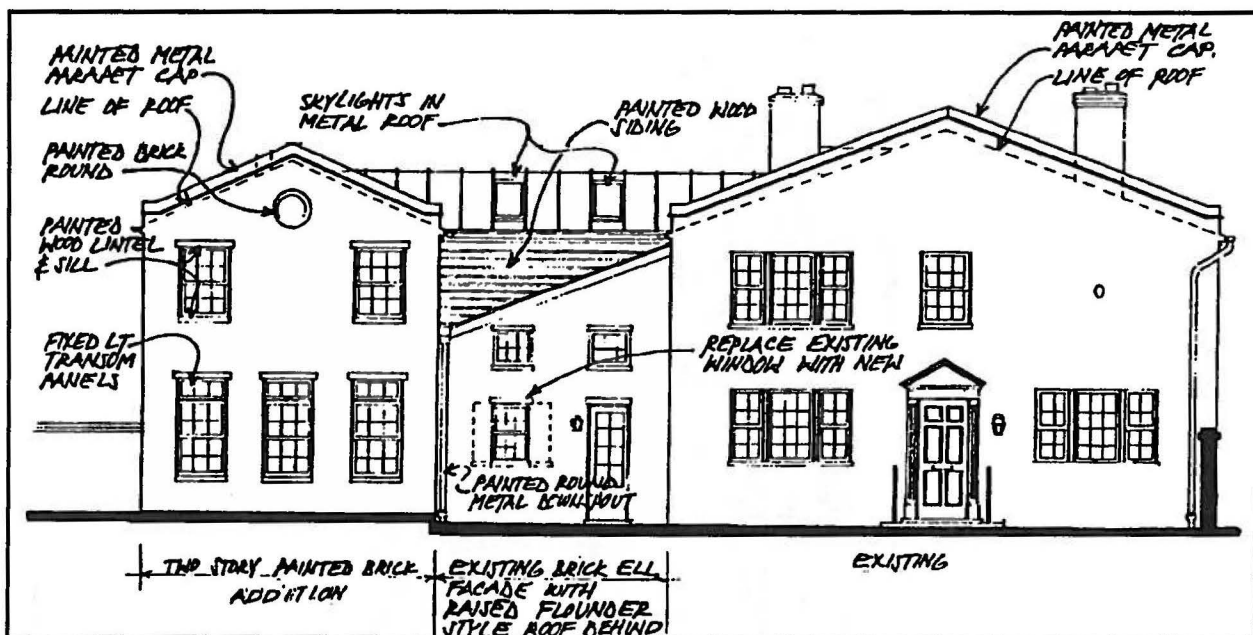 PAINTED METAL
PARAPET CAP
LINE OF ROOF
PAINTED BRICK
ROUND
PAINTED
WOOD LINTEL
& SILL
FIXED LT.
TRANSOM
PANELS
SKYLIGHTS IN
METAL ROOF
PAINTED WOOD
SIDING
PAINTED METAL
PARAPET CAP.
LINE OF ROOF
REPLACE EXISTING
WINDOW WITH NEW
PAINTED ROUND
METAL DOWNSPOUT
TWO STORY PAINTED BRICK
ADDITION
EXISTING BRICK ELL
FACADE WITH
RAISED FLOUNDER
STYLE ROOF BEHIND
EXISTING